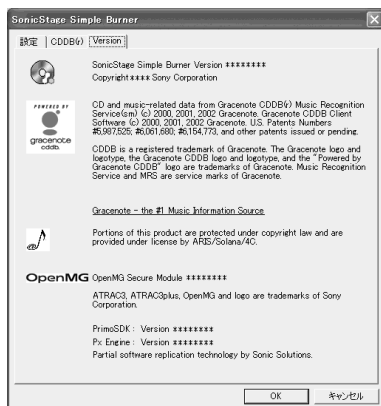 SonicStage Simple Burner
設定 CDDB(r) Version
SonicStage Simple Burner Version ********
Copyright**** Sony Corporation
POWERED BY
gracenote
cddb.
CD and music-related data from Gracenote CDDB(r) Music Recognition
Service(sm) (c) 2000, 2001, 2002 Gracenote. Gracenote CDDB Client
Software (c) 2000, 2001, 2002 Gracenote. U.S. Patents Numbers
#5,987,525; #6,061,680; #6,154,773, and other patents issued or pending.
CDDB is a registered trademark of Gracenote. The Gracenote logo and
logotype, the Gracenote CDDB logo and logotype, and the "Powered by
Gracenote CDDB" logo are trademarks of Gracenote. Music Recognition
Service and MRS are service marks of Gracenote.
Gracenote - the #1 Music Information Source
Portions of this product are protected under copyright law and are
provided under license by ARIS/Solana/4C.
OpenMG OpenMG Secure Module ********
ATRAC3, ATRAC3plus, OpenMG and logo are trademarks of Sony
Corporation.
PrimoSDK : Version ********
Px Engine : Version ********
Partial software replication technology by Sonic Solutions.
OK キャンセル